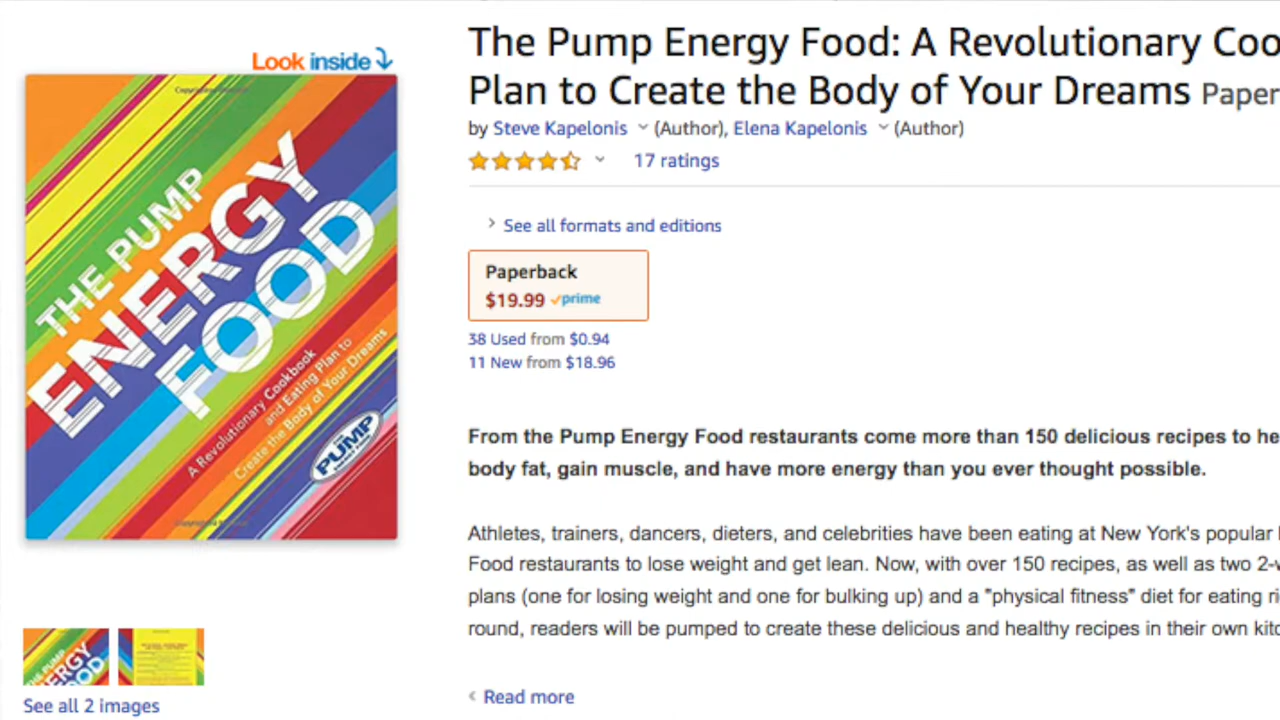 Look inside
THE PUMP
ENERGY
FOOD
A Revolutionary Cookbook
and Eating Plan to
Create the Body of Your Dreams
THE
PUMP
See all 2 images
The Pump Energy Food: A Revolutionary Coo
Plan to Create the Body of Your Dreams Paper
by Steve Kapelonis (Author), Elena Kapelonis (Author)
17 ratings
See all formats and editions
Paperback
$19.99 prime
38 Used from $0.94
11 New from $18.96
From the Pump Energy Food restaurants come more than 150 delicious recipes to he
body fat, gain muscle, and have more energy than you ever thought possible.
Athletes, trainers, dancers, dieters, and celebrities have been eating at New York's popular
Food restaurants to lose weight and get lean. Now, with over 150 recipes, as well as two 2-w
plans (one for losing weight and one for bulking up) and a "physical fitness" diet for eating ri
round, readers will be pumped to create these delicious and healthy recipes in their own kitc
Read more